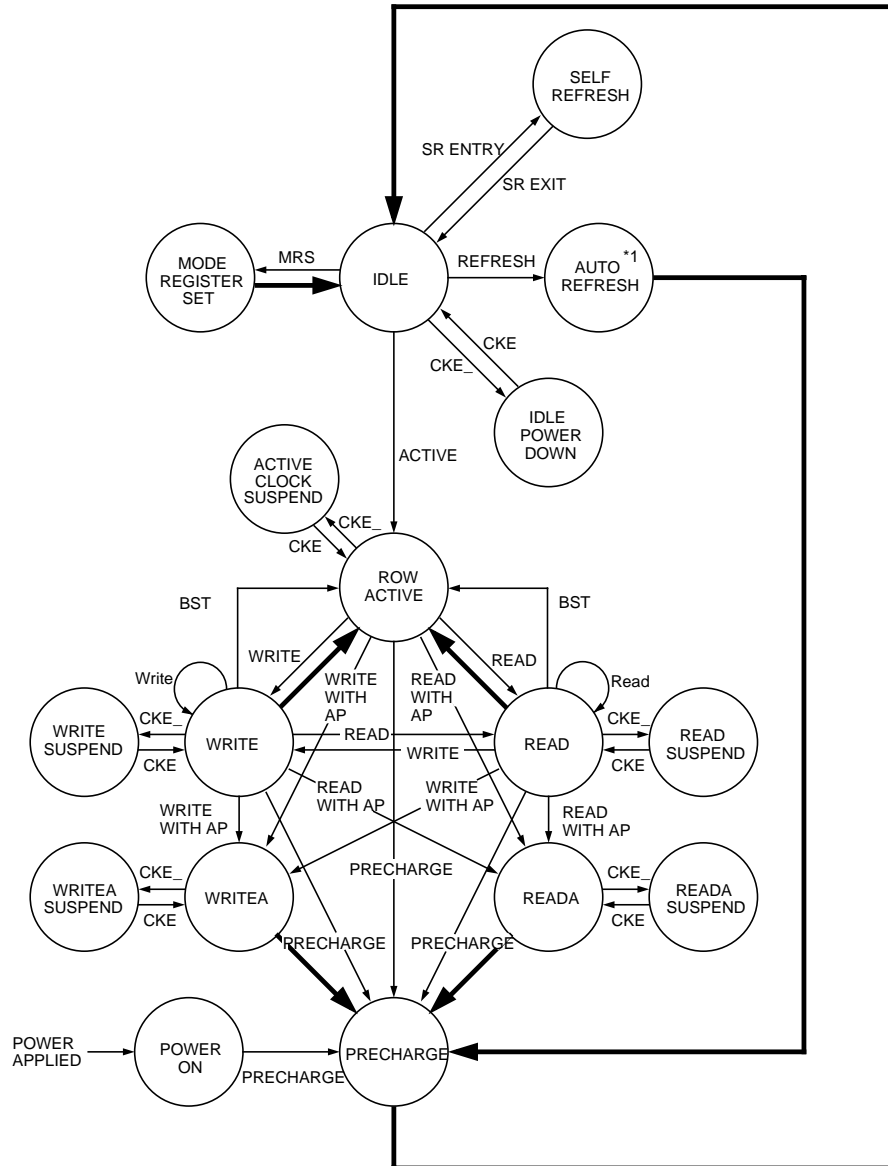 SELF
REFRESH
SR ENTRY
SR EXIT
MODE
REGISTER
SET
MRS
IDLE
REFRESH
AUTO *1
REFRESH
CKE
CKE_
IDLE
POWER
DOWN
ACTIVE
ACTIVE
CLOCK
SUSPEND
CKE_
CKE
ROW
ACTIVE
BST
BST
WRITE
READ
Write
WRITE
WITH
AP
READ
WITH
AP
Read
WRITE
SUSPEND
CKE_
CKE
WRITE
READ
WRITE
READ
CKE_
CKE
READ
SUSPEND
WRITE
WITH AP
READ
WITH AP
WRITE
WITH AP
READ
WITH AP
WRITEA
SUSPEND
CKE_
CKE
WRITEA
PRECHARGE
READA
CKE_
CKE
READA
SUSPEND
PRECHARGE
PRECHARGE
POWER
APPLIED
POWER
ON
PRECHARGE
PRECHARGE